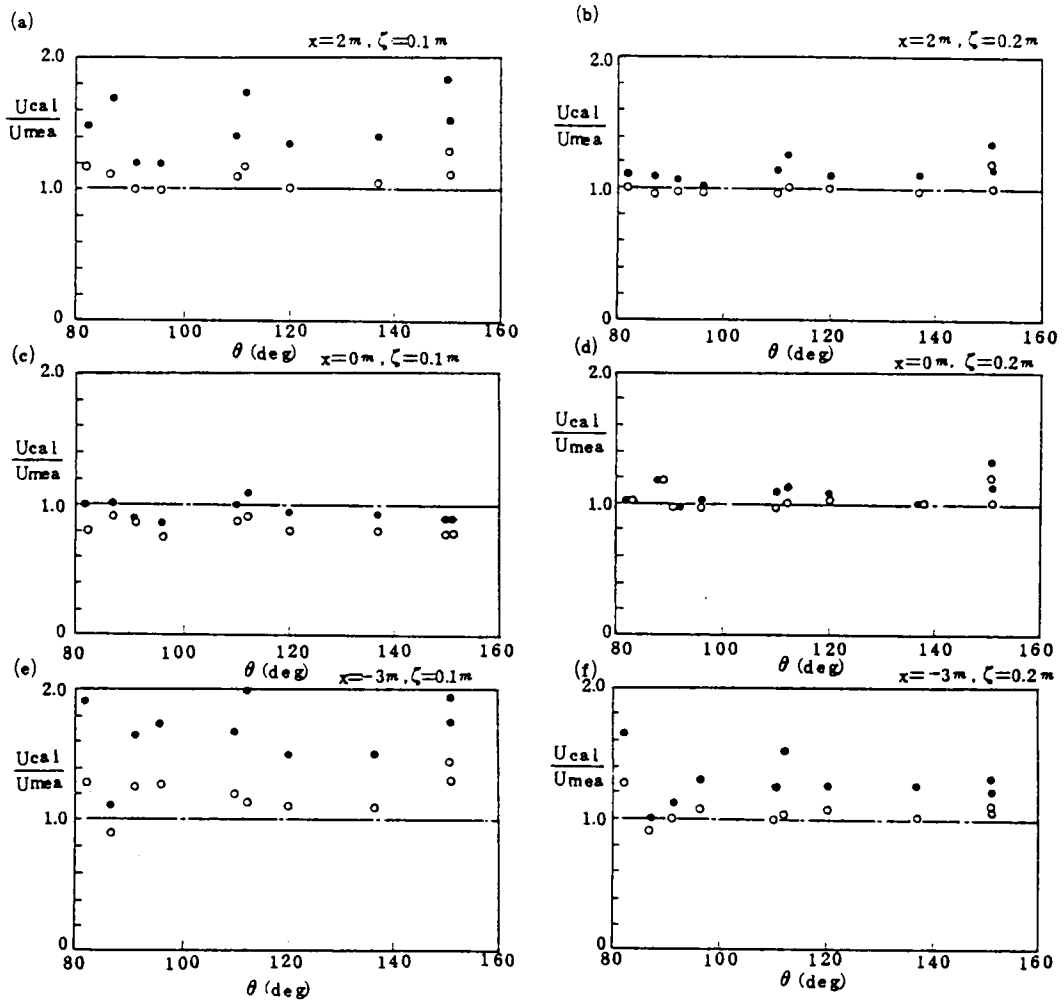 (a)
x=2m, ζ=0.1m
2.0
Ucal
Umea
1.0
0
80 100 120 140 160
θ (deg)
(b)
x=2m, ζ=0.2m
2.0
Ucal
Umea
1.0
0
80 100 120 140 160
θ (deg)
(c)
x=0m, ζ=0.1m
2.0
Ucal
Umea
1.0
0
80 100 120 140 160
θ (deg)
(d)
x=0m. ζ=0.2m
2.0
Ucal
Umea
1.0
0
80 100 120 140 160
θ (deg)
(e)
x=-3m, ζ=0.1m
2.0
Ucal
Umea
1.0
0
80 100 120 140 160
θ (deg)
(f)
x=-3m, ζ=0.2m
2.0
Ucal
Umea
1.0
0
80 100 120 140 160
θ (deg)